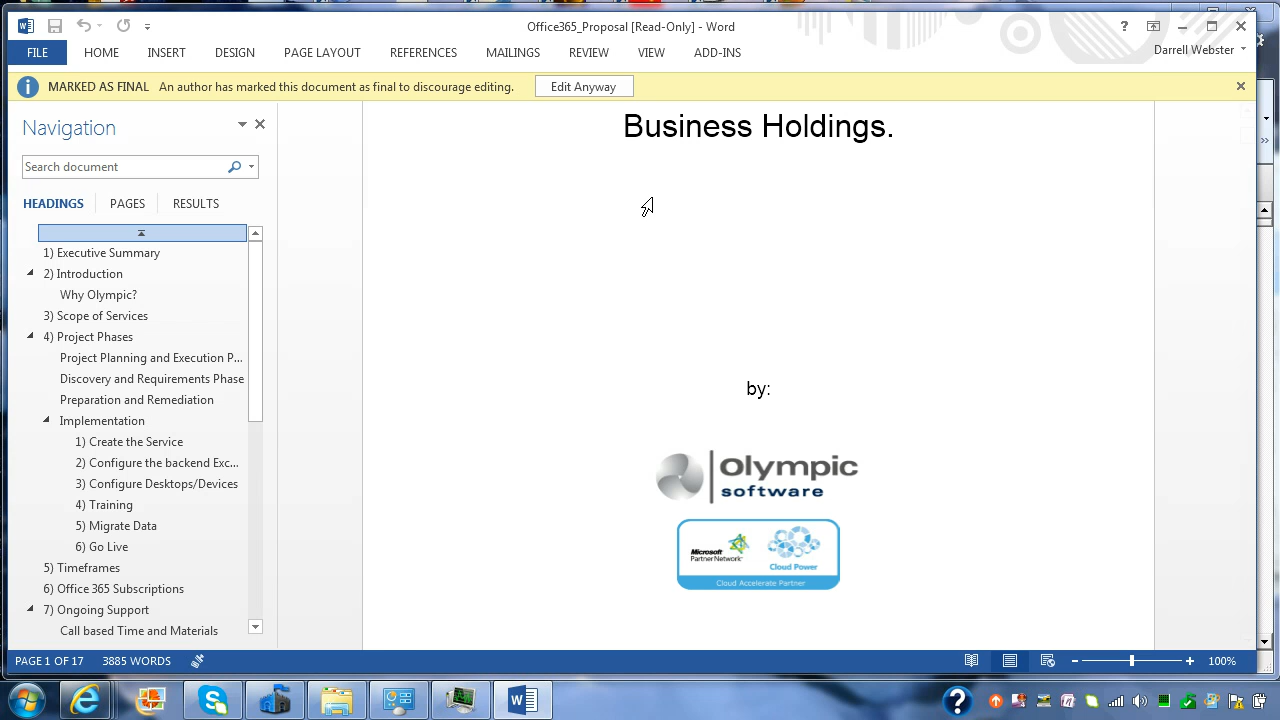 Office365_Proposal [Read-Only] - Word
?
FILE HOME INSERT DESIGN PAGE LAYOUT REFERENCES MAILINGS REVIEW VIEW ADD-INS
Darrell Webster
MARKED AS FINAL An author has marked this document as final to discourage editing. Edit Anyway
Navigation
Search document
HEADINGS PAGES RESULTS
1) Executive Summary
2) Introduction
Why Olympic?
3) Scope of Services
4) Project Phases
Project Planning and Execution P...
Discovery and Requirements Phase
Preparation and Remediation
Implementation
1) Create the Service
2) Configure the backend Exc...
3) Configure Desktops/Devices
4) Training
5) Migrate Data
6) Go Live
5) Timeframes
6) Office 365 Subscriptions
7) Ongoing Support
Call based Time and Materials
Business Holdings.
by:
Olympic
software
Microsoft
Partner Network
Cloud Power
Cloud Accelerate Partner
PAGE 1 OF 17 3885 WORDS
100%